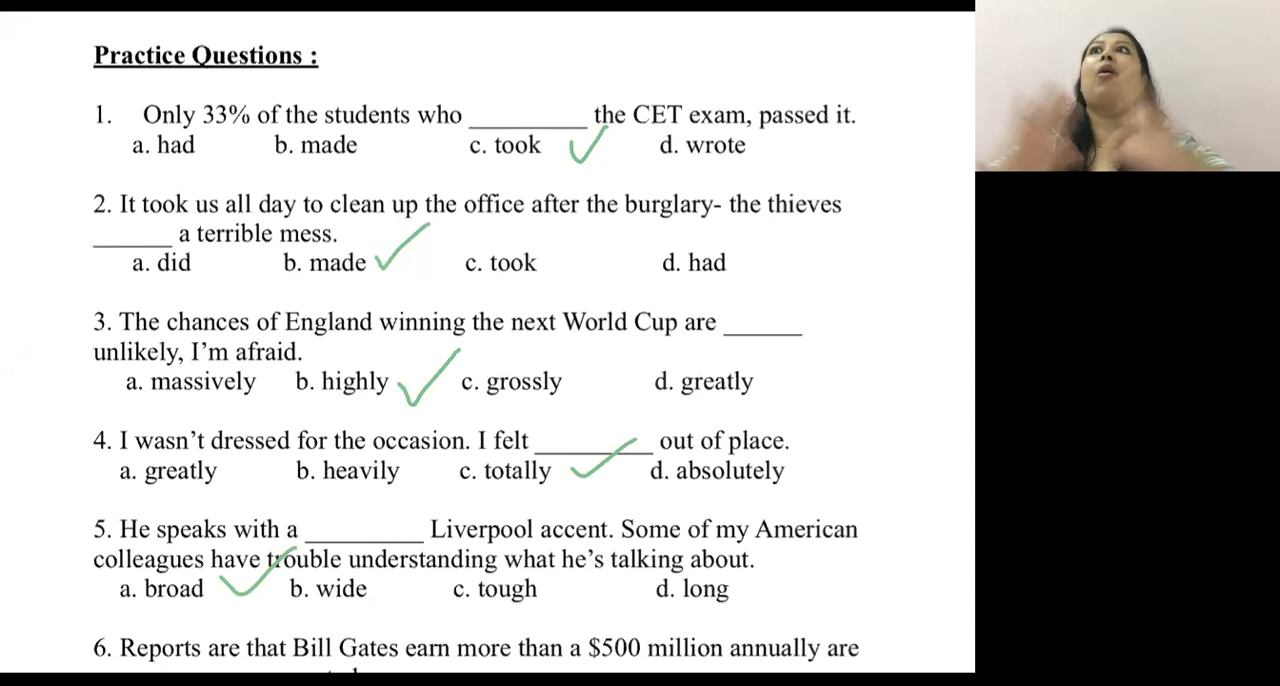 Practice Questions :
1. Only 33% of the students who _________ the CET exam, passed it.
a. had b. made c. took d. wrote
2. It took us all day to clean up the office after the burglary- the thieves
______ a terrible mess.
a. did b. made c. took d. had
3. The chances of England winning the next World Cup are ______
unlikely, I’m afraid.
a. massively b. highly c. grossly d. greatly
4. I wasn’t dressed for the occasion. I felt _________ out of place.
a. greatly b. heavily c. totally d. absolutely
5. He speaks with a _________ Liverpool accent. Some of my American
colleagues have trouble understanding what he’s talking about.
a. broad b. wide c. tough d. long
6. Reports are that Bill Gates earn more than a $500 million annually are